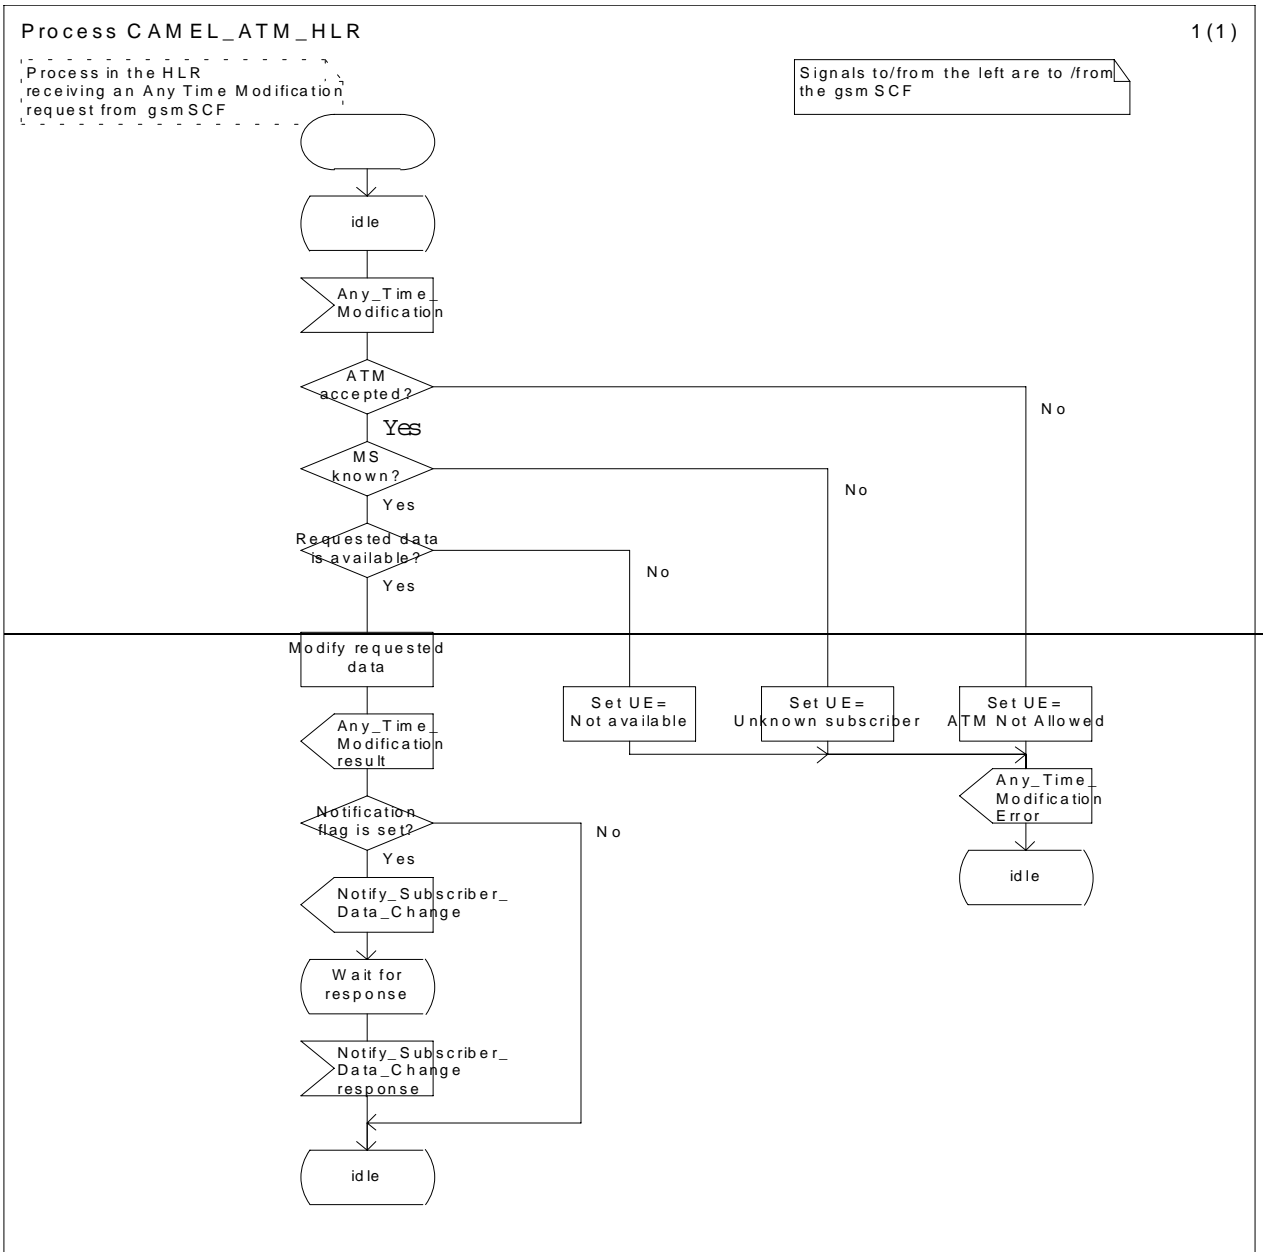 Process CAMEL_ATM_HLR
1(1)
Process in the HLR
receiving an Any Time Modification
request from gsmSCF
Signals to/from the left are to /from
the gsmSCF
idle
Any_Time_
Modification
ATM
accepted?
No
Yes
MS
known?
No
Yes
Requested data
is available?
No
Yes
Modify requested
data
Set UE=
Not available
Set UE=
Unknown subscriber
Set UE=
ATM Not Allowed
Any_Time_
Modification
result
Any_Time_
Modification
Error
Notification
flag is set?
No
Yes
idle
Notify_Subscriber_
Data_Change
Wait for
response
Notify_Subscriber_
Data_Change
response
idle